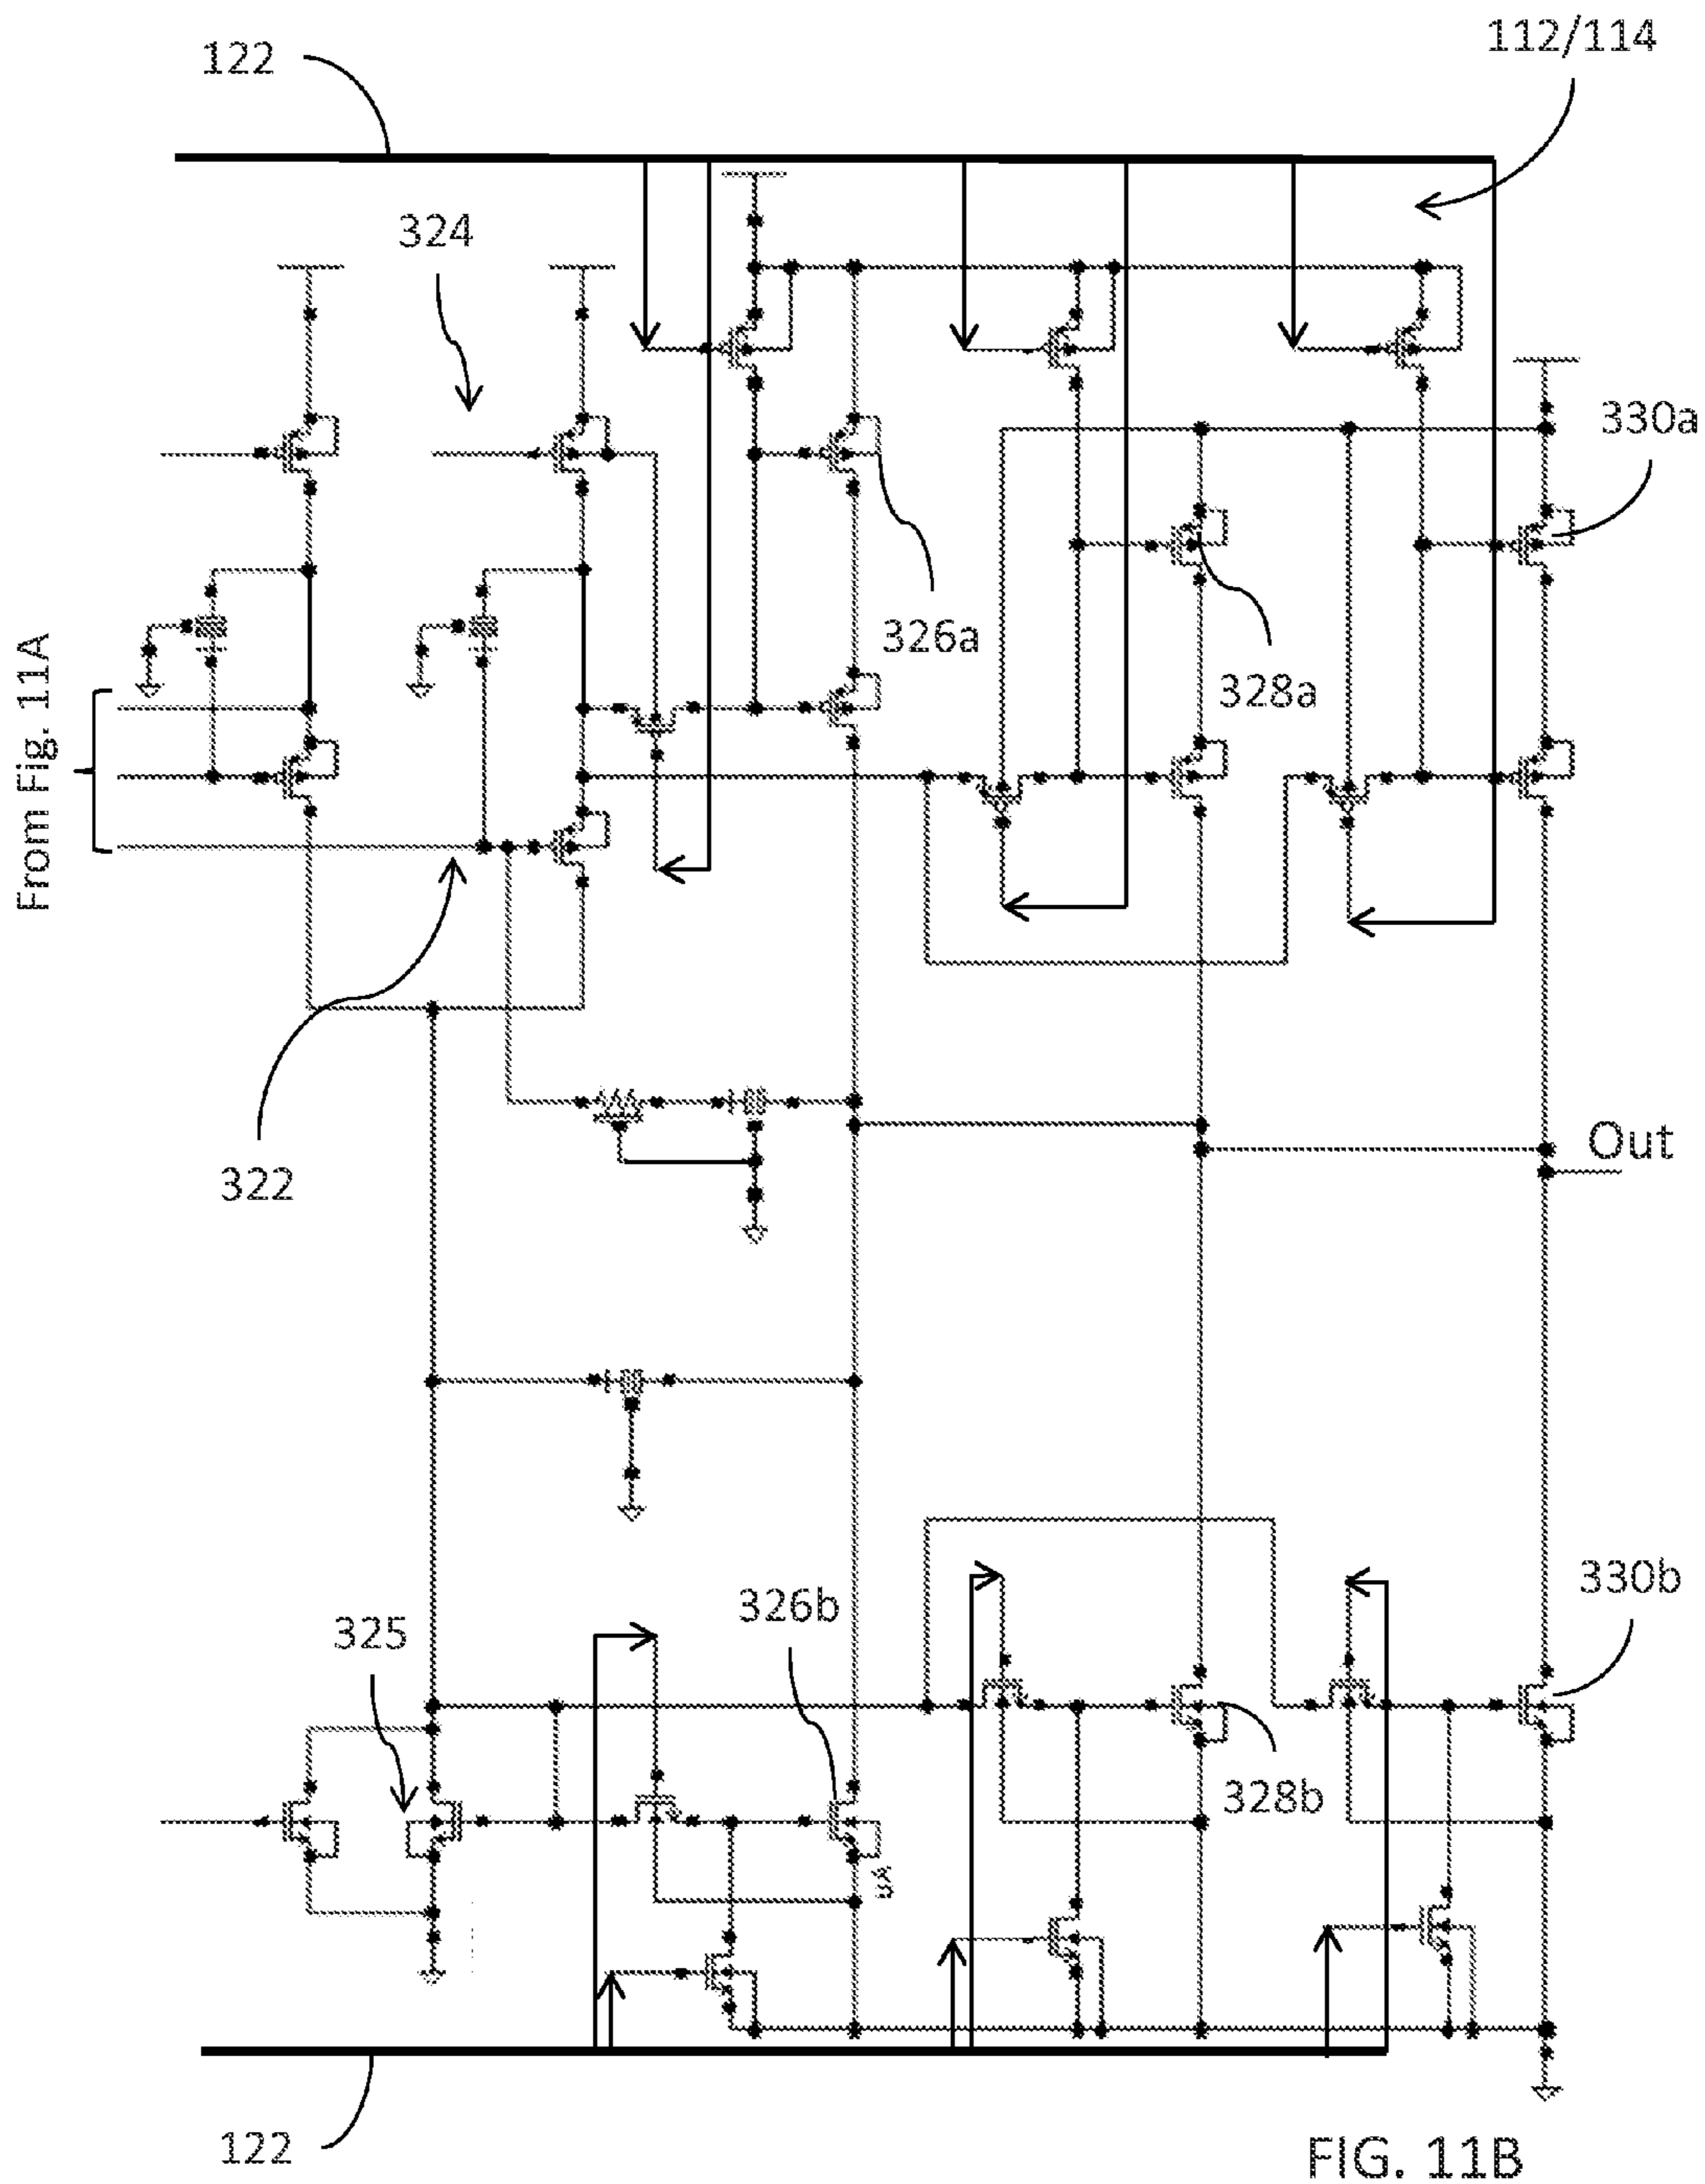 122
112/114
324
330a
326a
328a
From Fig. 11A
322
Out
330b
326b
325
328b
122
FIG. 11B